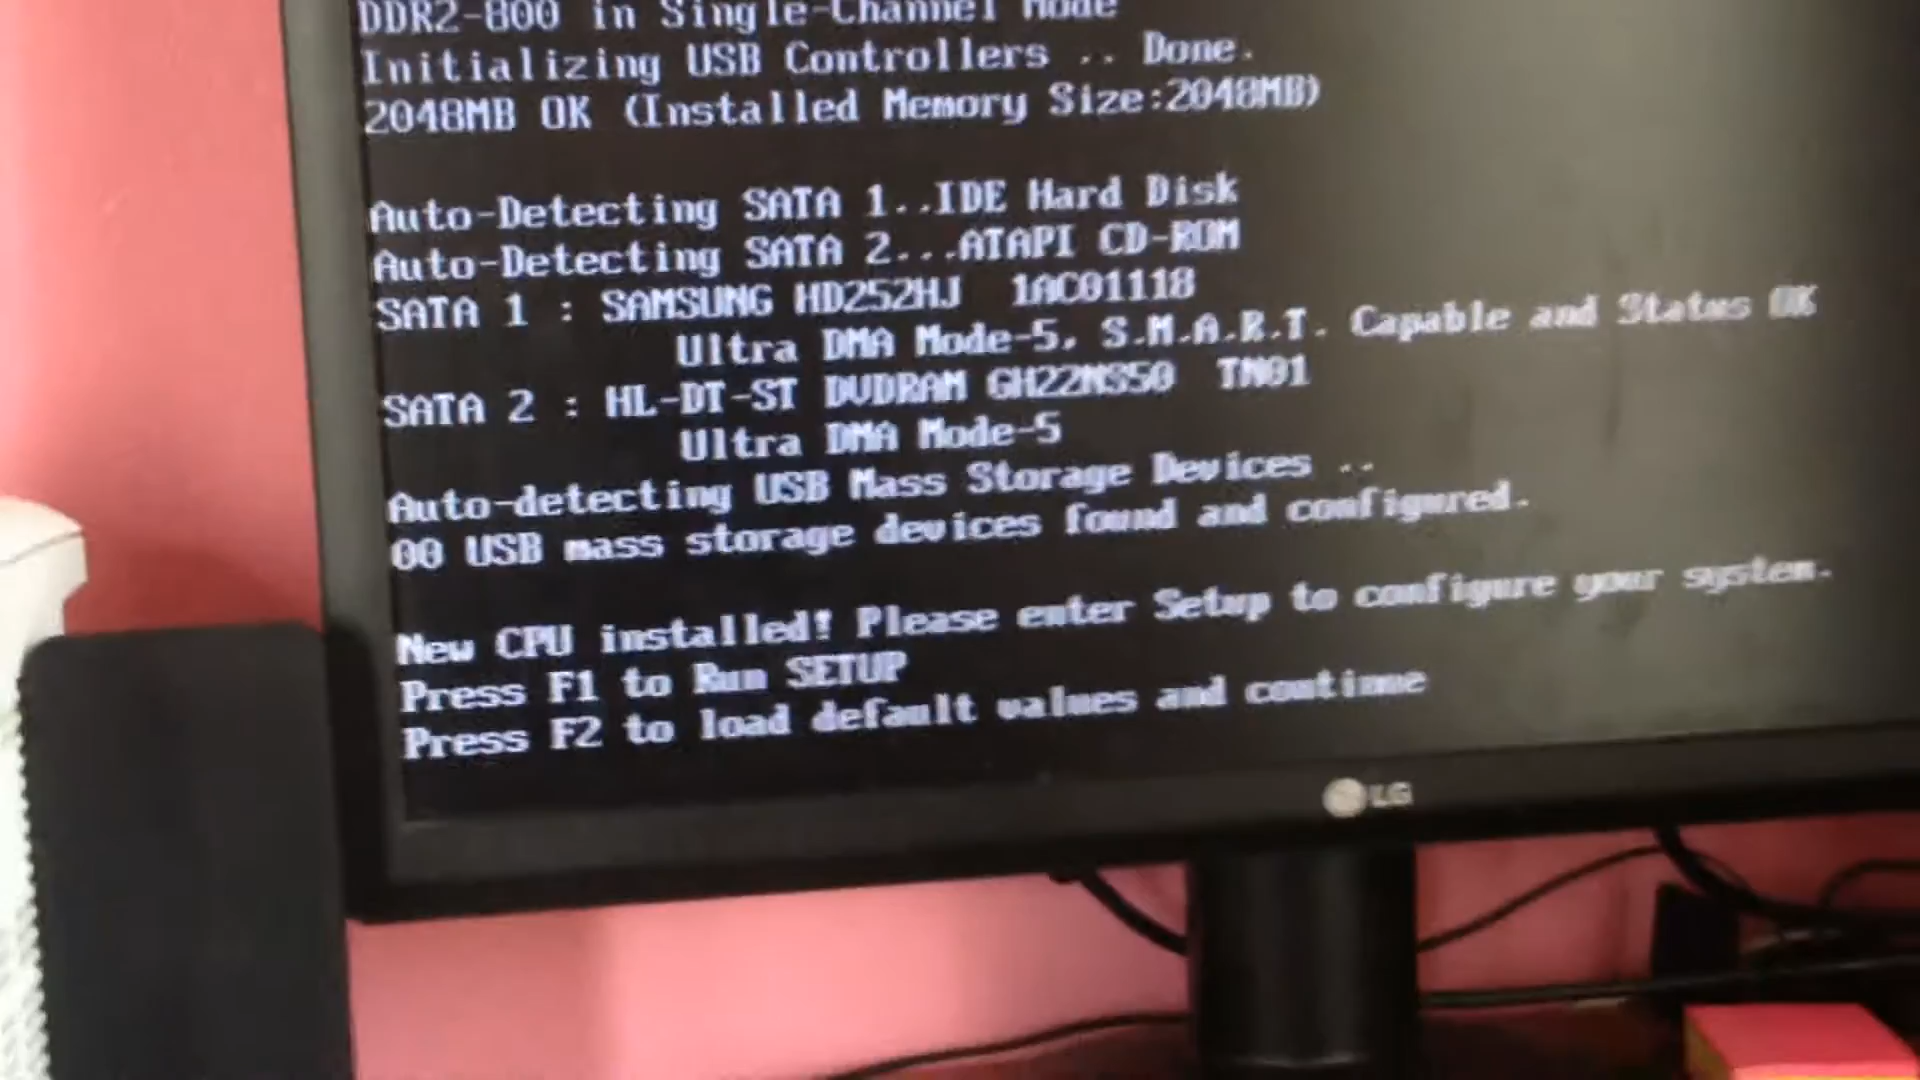 DDR2-800 in Single-Channel Mode
Initializing USB Controllers .. Done.
2048MB OK (Installed Memory Size:2048MB)
Auto-Detecting SATA 1..IDE Hard Disk
Auto-Detecting SATA 2...ATAPI CD-ROM
SATA 1 : SAMSUNG HD252HJ 1AC01118
Ultra DMA Mode-5, S.M.A.R.T. Capable and Status OK
SATA 2 : HL-DT-ST DVDRAM GH22NS50 TN01
Ultra DMA Mode-5
Auto-detecting USB Mass Storage Devices ..
00 USB mass storage devices found and configured.
New CPU installed! Please enter Setup to configure your system.
Press F1 to Run SETUP
Press F2 to load default values and continue
LG